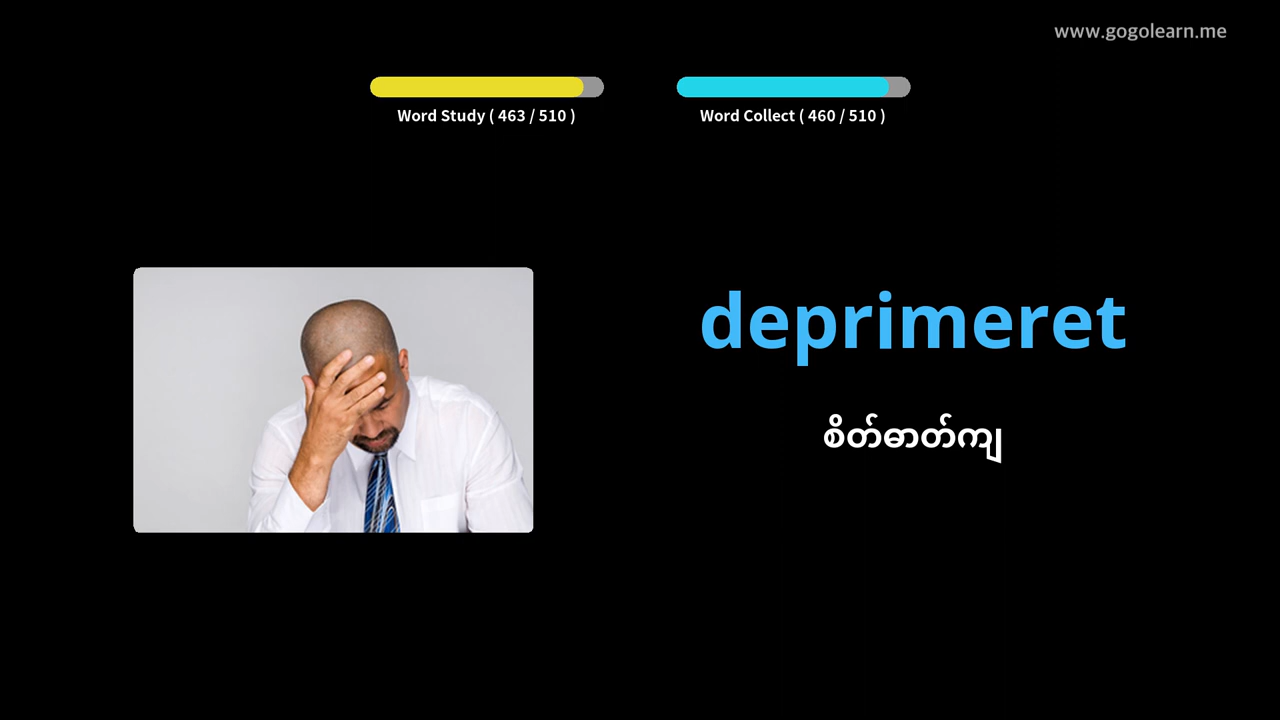 www.gogolearn.me
Word Study ( 463 / 510 )
Word Collect ( 460 / 510 )
deprimeret
စိတ်ဓာတ်ကျ